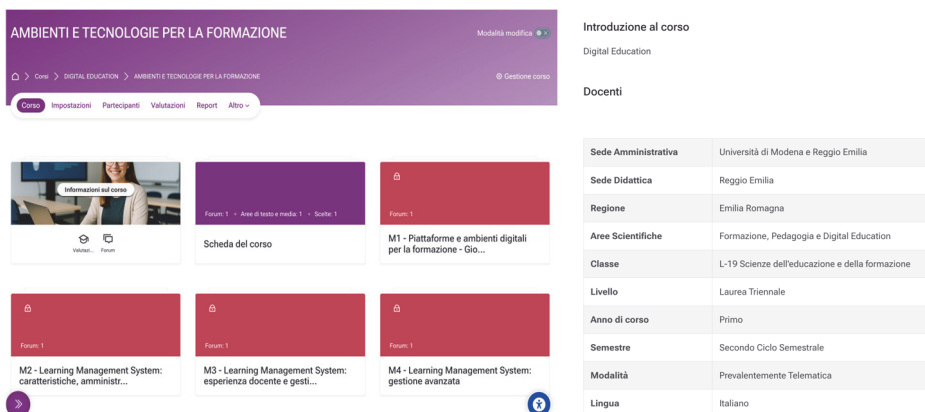 AMBIENTI E TECNOLOGIE PER LA FORMAZIONE
Modalità modifica
Corsi > DIGITAL EDUCATION > AMBIENTI E TECNOLOGIE PER LA FORMAZIONE
Gestione corso
Corso Impostazioni Partecipanti Valutazioni Report Altro
Informazioni sul corso
Valutazi... Forum
Forum: 1 • Aree di testo e media: 1 • Scelte: 1
Scheda del corso
Forum: 1
M1 - Piattaforme e ambienti digitali
per la formazione - Gio...
Forum: 1
M2 - Learning Management System:
caratteristiche, amministr...
Forum: 1
M3 - Learning Management System:
esperienza docente e gesti...
Forum: 1
M4 - Learning Management System:
gestione avanzata
Introduzione al corso
Digital Education
Docenti
Sede Amministrativa Università di Modena e Reggio Emilia
Sede Didattica Reggio Emilia
Regione Emilia Romagna
Aree Scientifiche Formazione, Pedagogia e Digital Education
Classe L-19 Scienze dell'educazione e della formazione
Livello Laurea Triennale
Anno di corso Primo
Semestre Secondo Ciclo Semestrale
Modalità Prevalentemente Telematica
Lingua Italiano